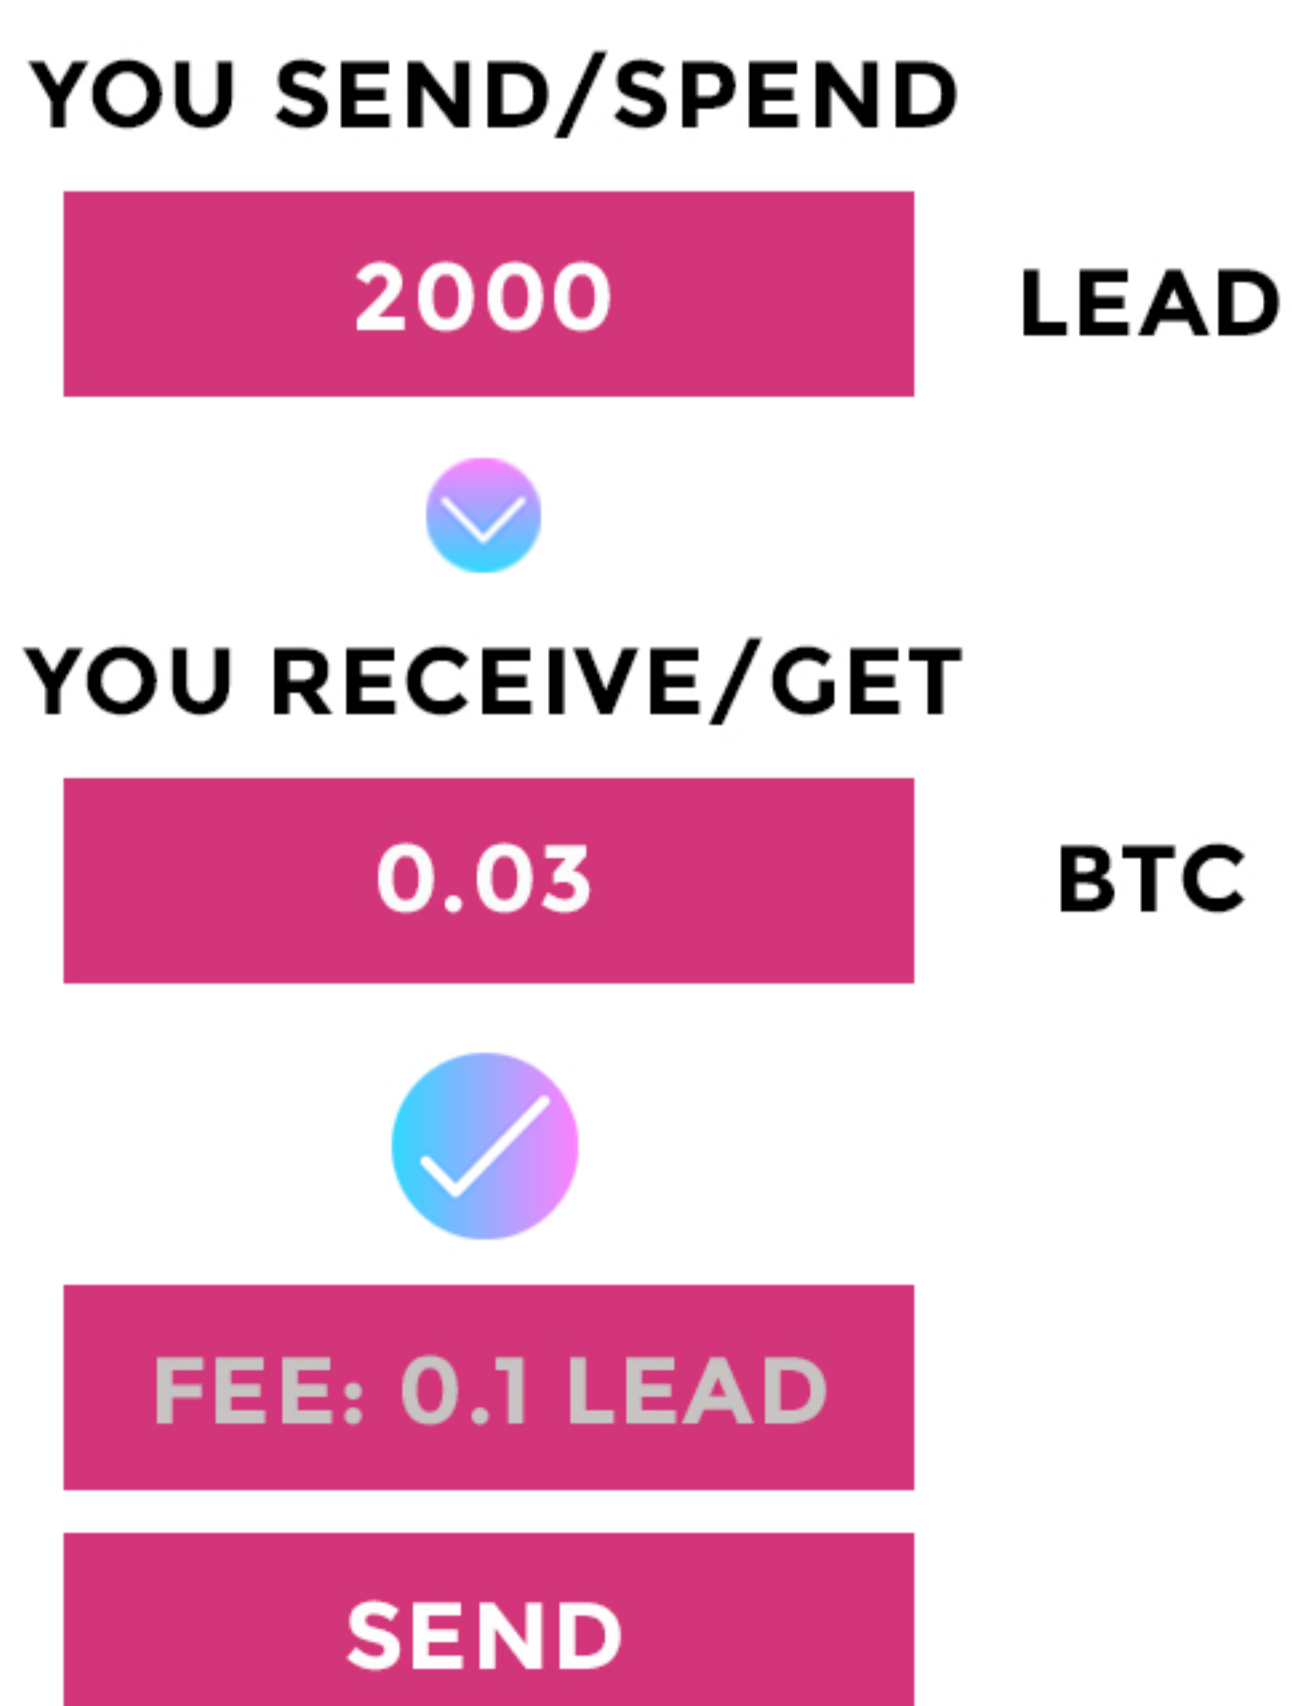 YOU SEND/SPEND
2000 LEAD
YOU RECEIVE/GET
0.03 BTC
FEE: 0.1 LEAD
SEND